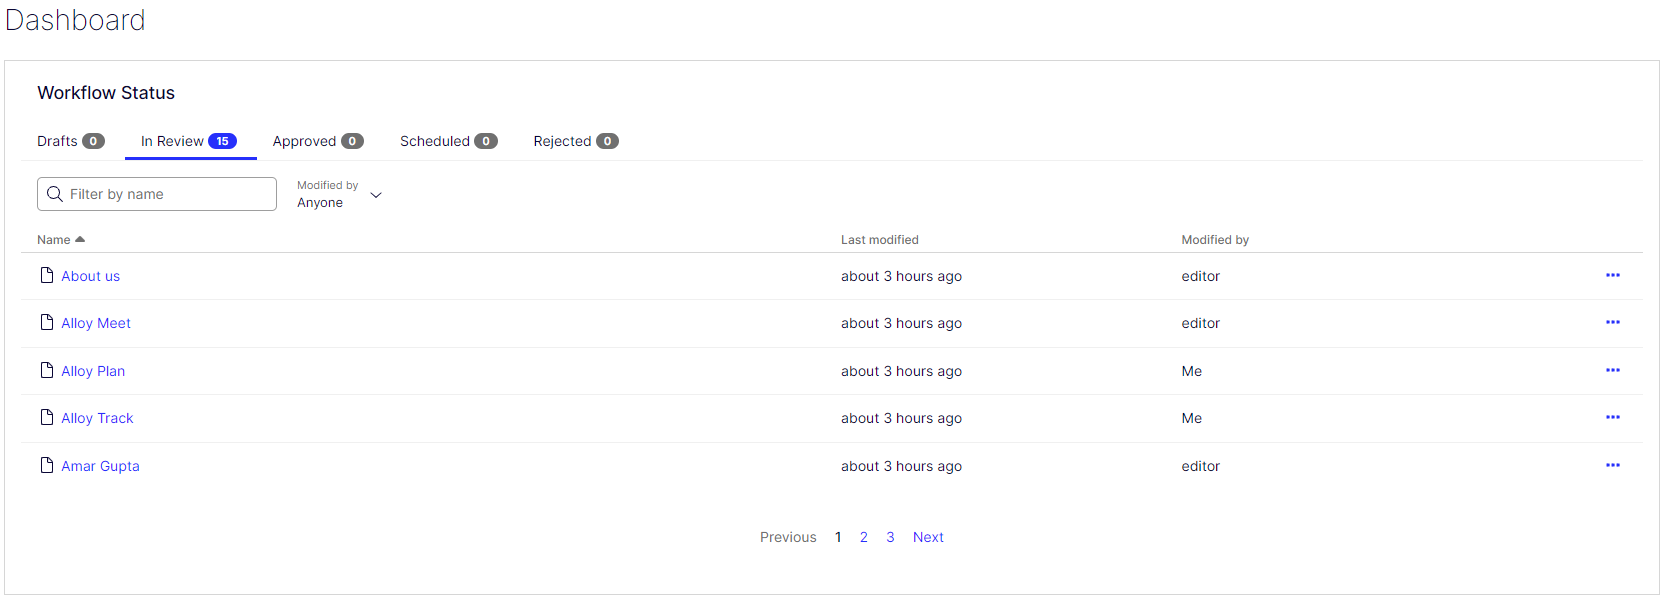 Dashboard
Workflow Status
Drafts 0 In Review 15 Approved 0 Scheduled 0 Rejected 0
Filter by name
Modified by
Anyone
Name Last modified Modified by
About us about 3 hours ago editor
Alloy Meet about 3 hours ago editor
Alloy Plan about 3 hours ago Me
Alloy Track about 3 hours ago Me
Amar Gupta about 3 hours ago editor
Previous 1 2 3 Next